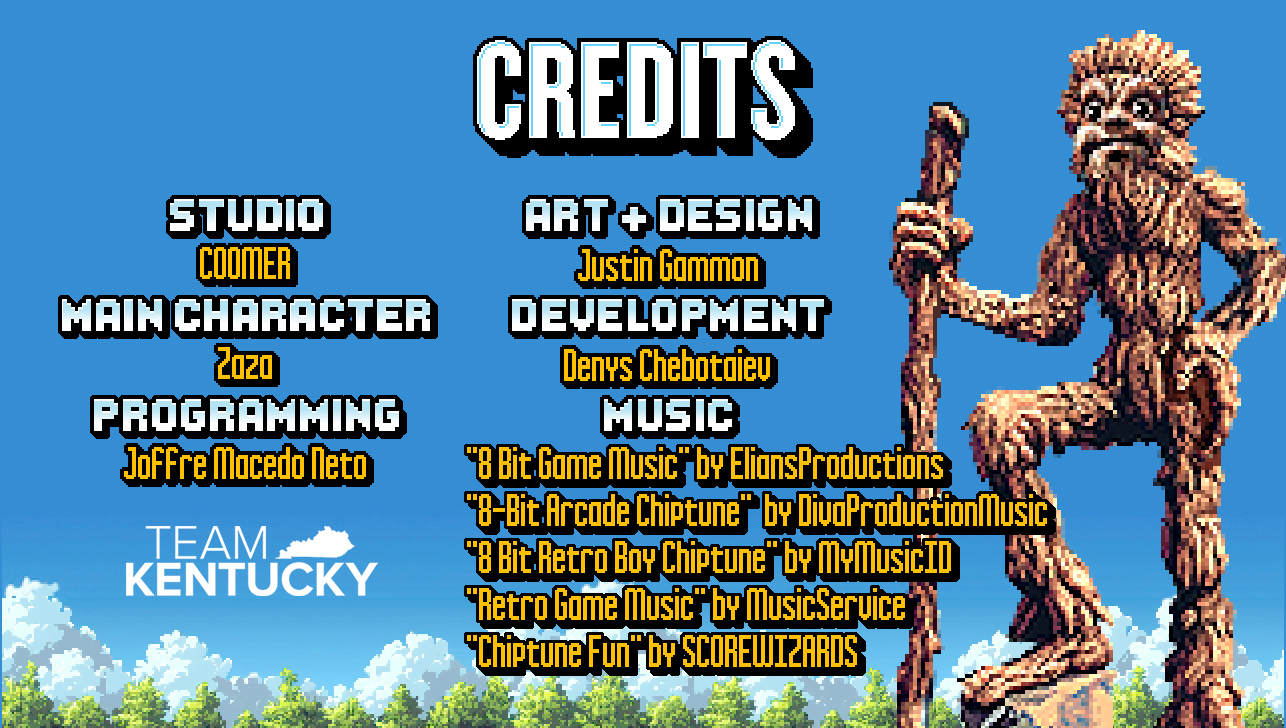 CREDITS
STUDIO
COOMER
MAIN CHARACTER
Zaza
PROGRAMMING
Joffre Macedo Neto
TEAM
KENTUCKY
ART + DESIGN
Justin Gammon
DEVELOPMENT
Denys Chebotaiev
MUSIC
"8 Bit Game Music" by EliansProductions
"8-Bit Arcade Chiptune" by DivaProductionMusic
"8 Bit Retro Boy Chiptune" by MyMusicID
"Retro Game Music" by MusicService
"Chiptune Fun" by SCOREWIZARDS